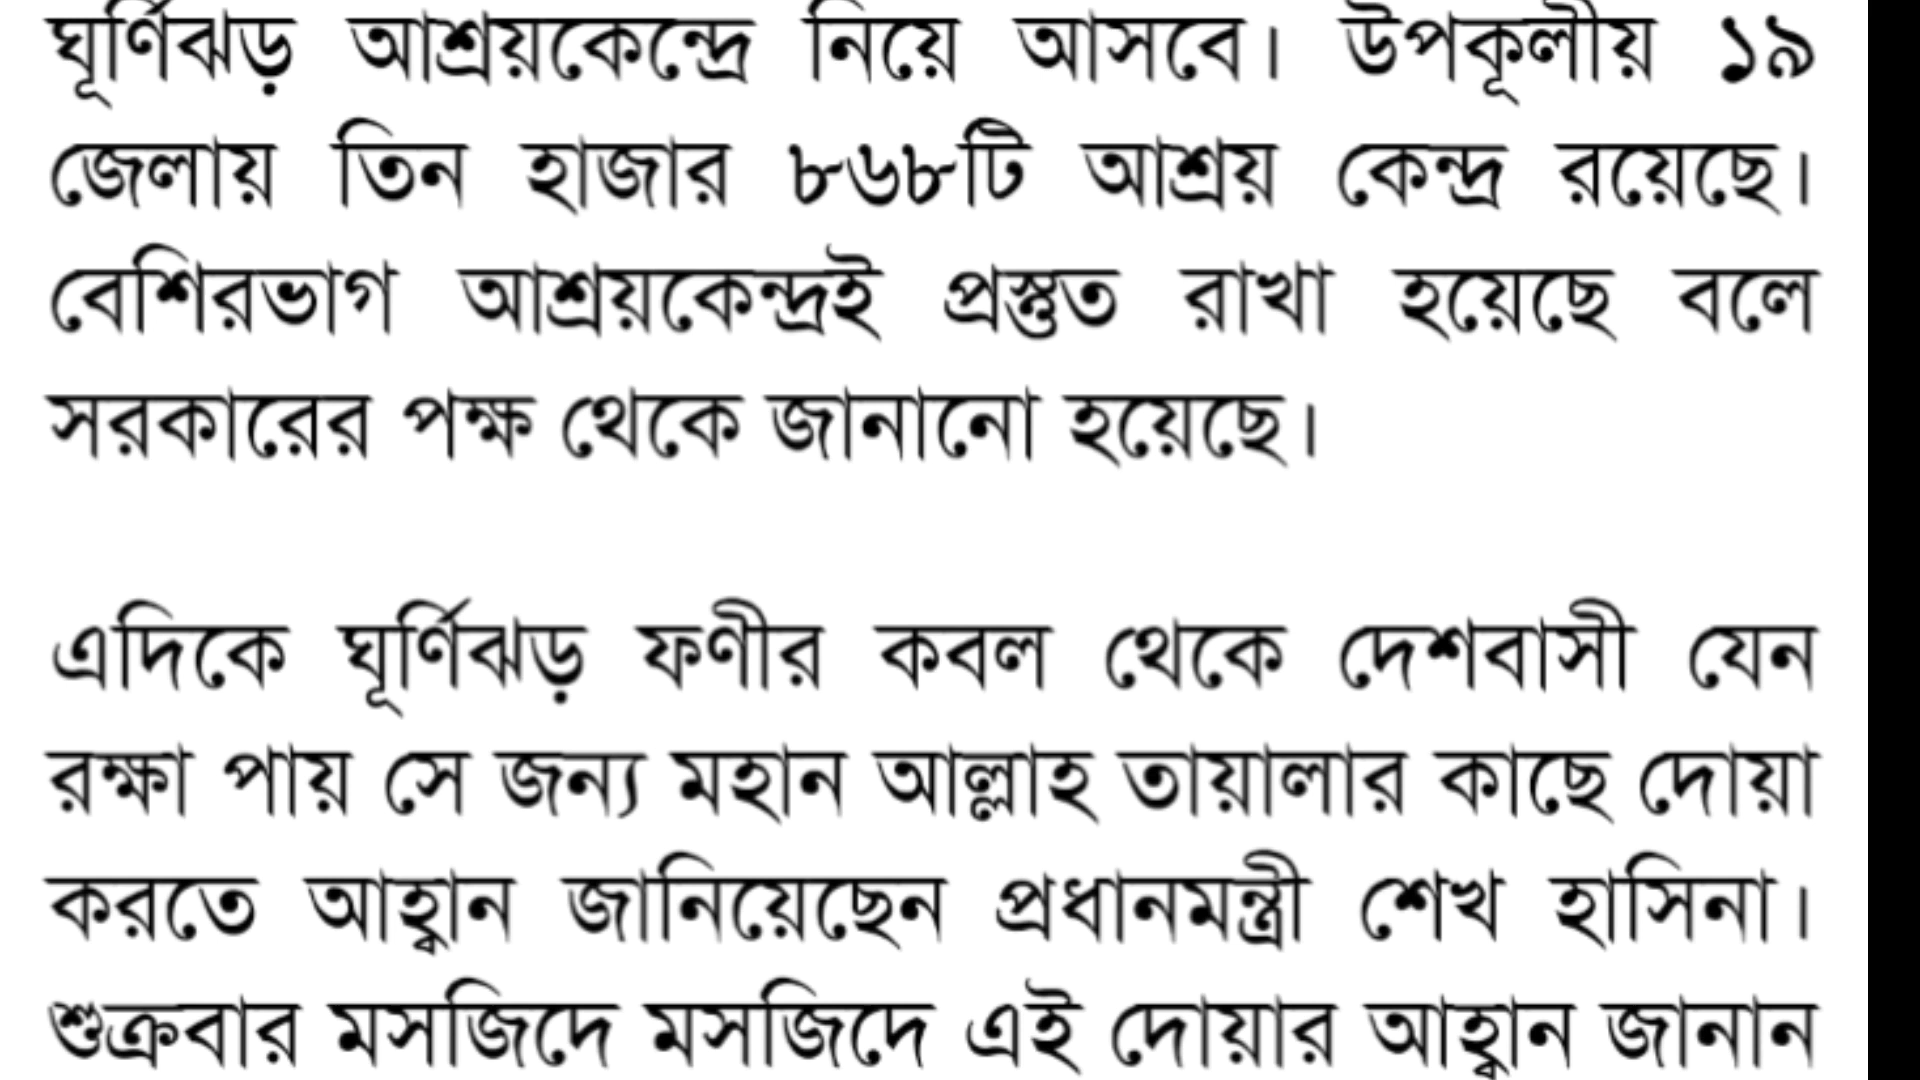 ঘূর্ণিঝড় আশ্রয়কেন্দ্রে নিয়ে আসবে। উপকূলীয় ১৯
জেলায় তিন হাজার ৮৬৮টি আশ্রয় কেন্দ্র রয়েছে।
বেশিরভাগ আশ্রয়কেন্দ্রই প্রস্তুত রাখা হয়েছে বলে
সরকারের পক্ষ থেকে জানানো হয়েছে।
এদিকে ঘূর্ণিঝড় ফণীর কবল থেকে দেশবাসী যেন
রক্ষা পায় সে জন্য মহান আল্লাহ তায়ালার কাছে দোয়া
করতে আহ্বান জানিয়েছেন প্রধানমন্ত্রী শেখ হাসিনা।
শুক্রবার মসজিদে মসজিদে এই দোয়ার আহ্বান জানান